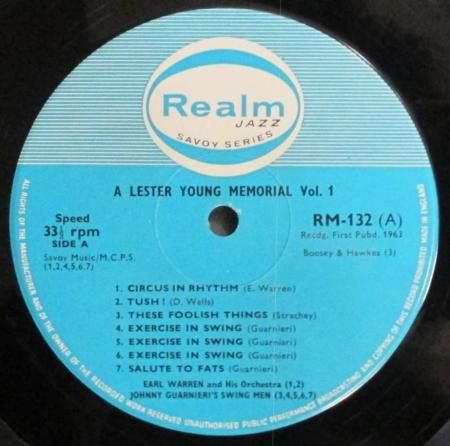 Realm
JAZZ
SAVOY SERIES
A LESTER YOUNG MEMORIAL Vol. 1
Speed
33⅓ rpm
SIDE A
Savoy Music/M.C.P.S.
(1,2,4,5,6,7)
RM-132 (A)
Recdg. First Pubd. 1963
Boosey & Hawkes (3)
1. CIRCUS IN RHYTHM (E. Warren)
2. TUSH! (D. Wells)
3. THESE FOOLISH THINGS (Strachey)
4. EXERCISE IN SWING (Guarnieri)
5. EXERCISE IN SWING (Guarniari)
6. EXERCISE IN SWING (Guarnieri)
7. SALUTE TO FATS (Guarnieri)
EARL WARREN and His Orchestra (1,2)
JOHNNY GUARNIERI'S SWING MEN (3,4,5,6,7)
ALL RIGHTS OF THE MANUFACTURER AND OF THE OWNER OF THE RECORDED WORK RESERVED UNAUTHORISED PUBLIC PERFORMANCE BROADCASTING AND COPYING OF THIS RECORD PROHIBITED MADE IN ENGLAND